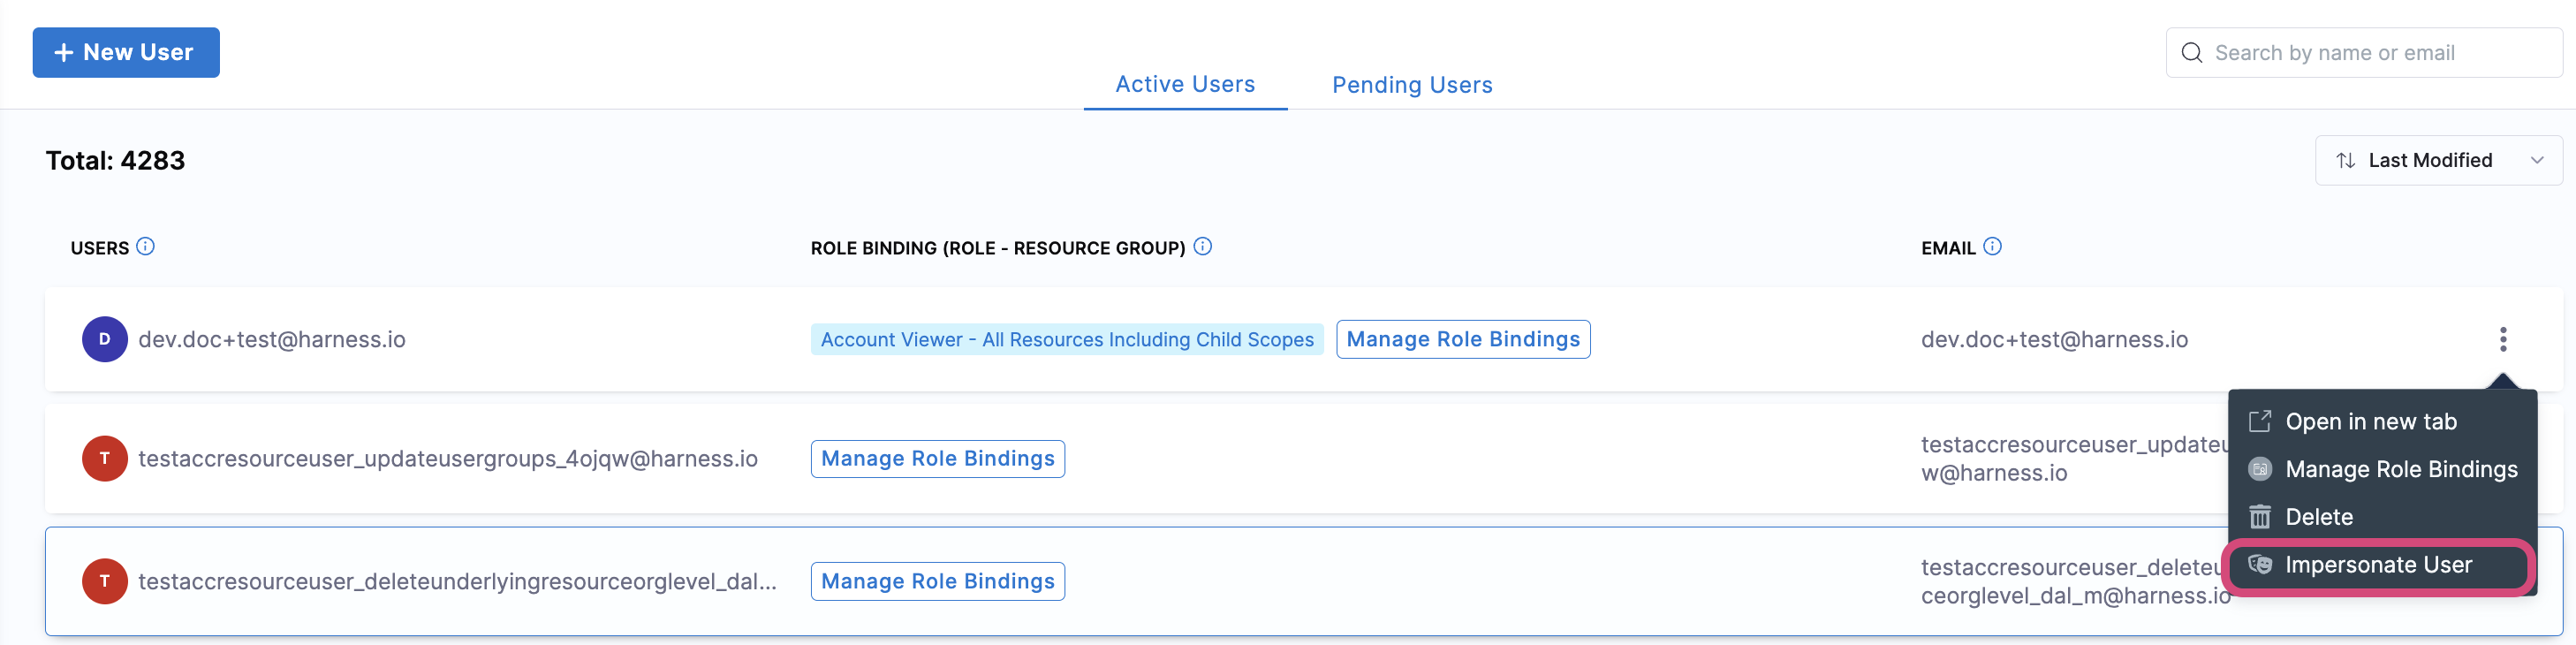 + New User
Search by name or email
Active Users
Pending Users
Total: 4283
Last Modified
USERS
ROLE BINDING (ROLE - RESOURCE GROUP)
EMAIL
D
dev.doc+test@harness.io
Account Viewer - All Resources Including Child Scopes
Manage Role Bindings
dev.doc+test@harness.io
T
testaccresourceuser_updateusergroups_4ojqw@harness.io
Manage Role Bindings
testaccresourceuser_updateu
w@harness.io
T
testaccresourceuser_deleteunderlyingresourceorglevel_dal...
Manage Role Bindings
testaccresourceuser_deleteu
ceorglevel_dal_m@harness.io
Open in new tab
Manage Role Bindings
Delete
Impersonate User